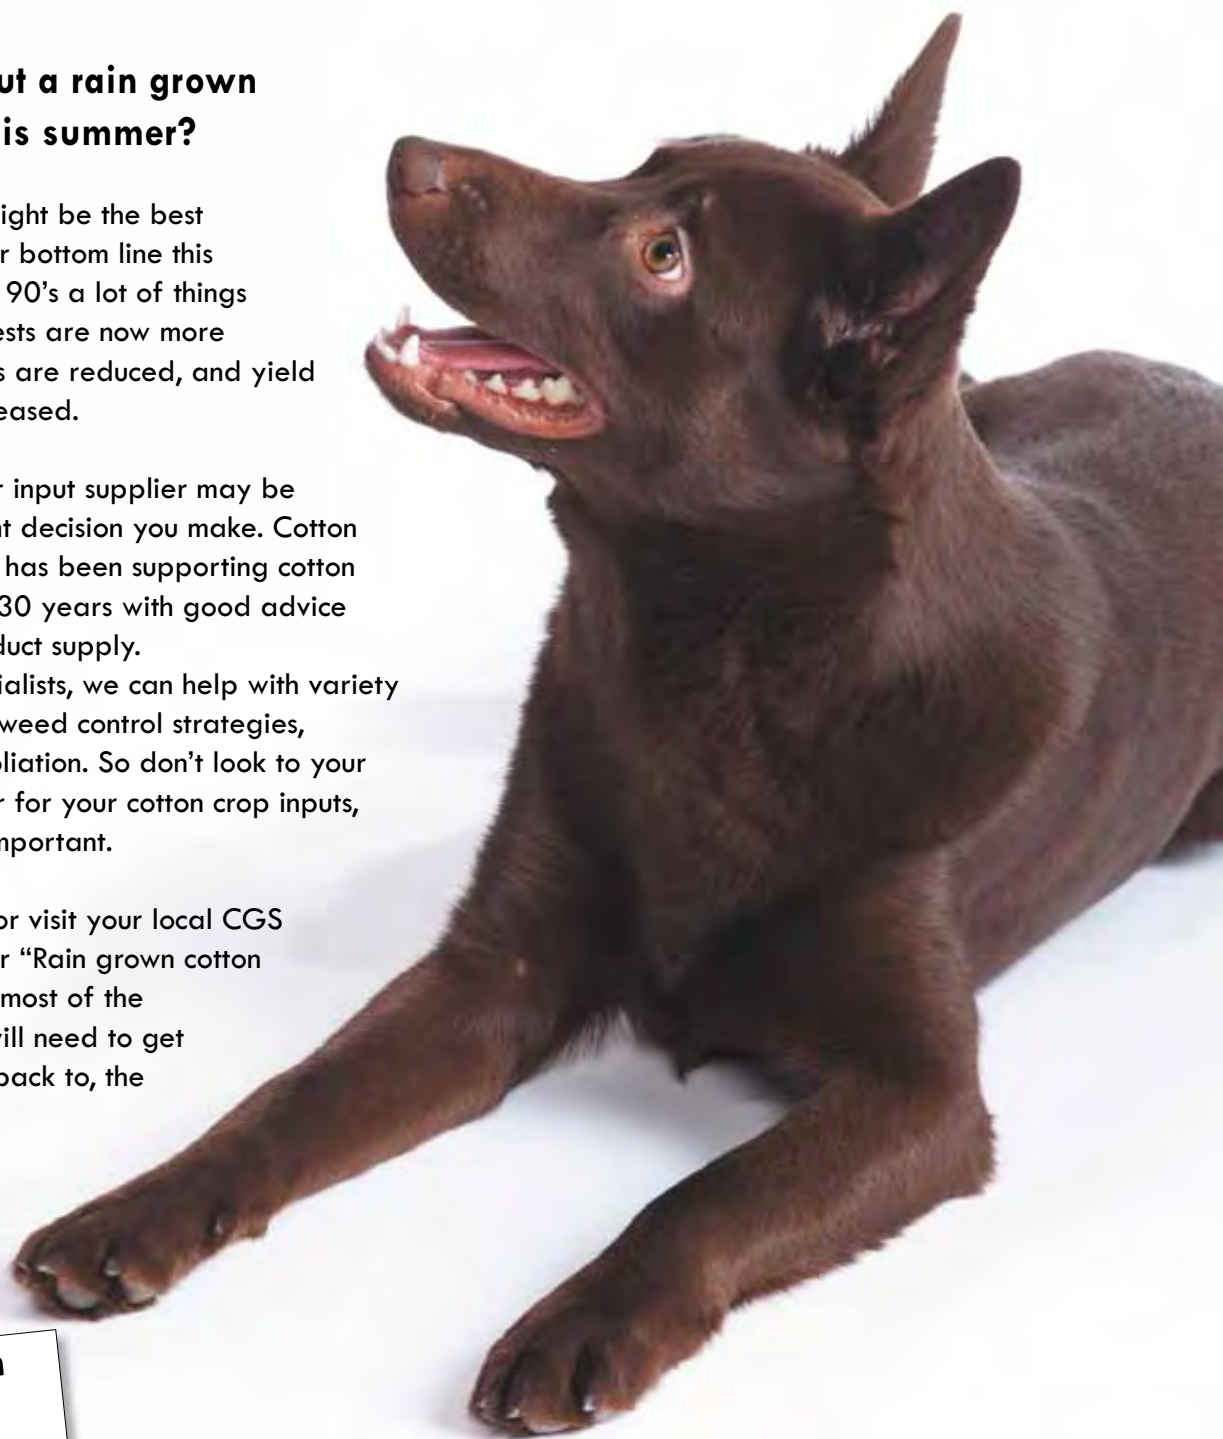 ut a rain grown
is summer?
ight be the best
r bottom line this
90’s a lot of things
ests are now more
s are reduced, and yield
eased.
r input supplier may be
nt decision you make. Cotton
has been supporting cotton
30 years with good advice
duct supply.
ialists, we can help with variety
weed control strategies,
liation. So don’t look to your
r for your cotton crop inputs,
mportant.
or visit your local CGS
r “Rain grown cotton
most of the
will need to get
back to, the